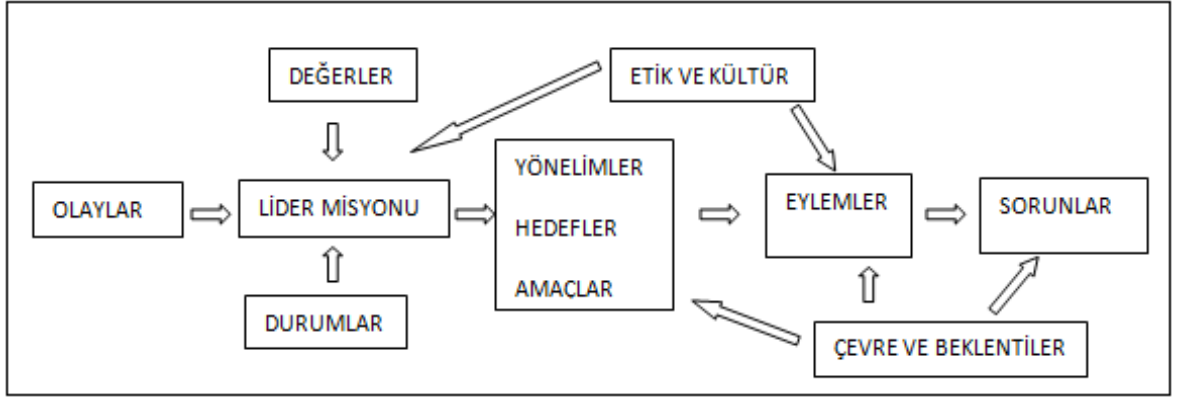 DEĞERLER
ETİK VE KÜLTÜR
OLAYLAR
LİDER MİSYONU
YÖNELİMLER
HEDEFLER
AMAÇLAR
EYLEMLER
SORUNLAR
DURUMLAR
ÇEVRE VE BEKLENTİLER